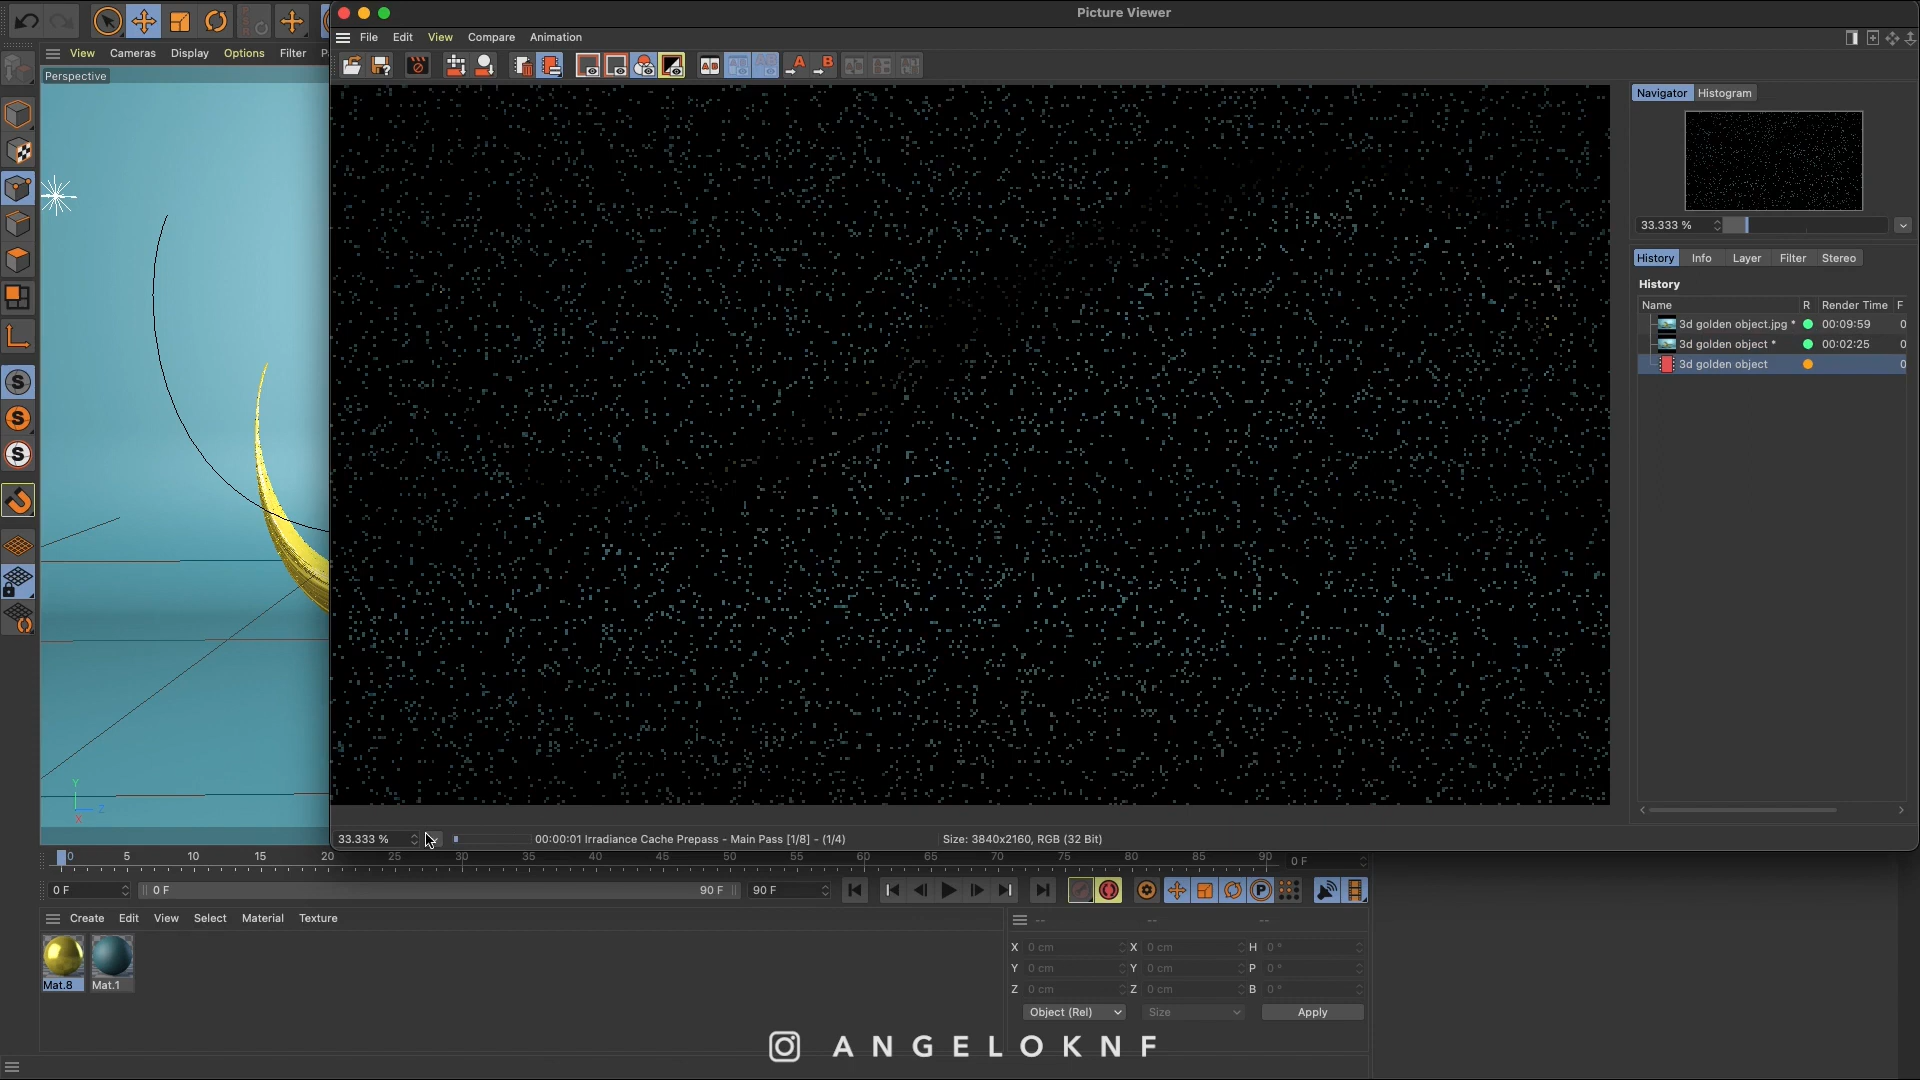 Picture Viewer
File Edit View Compare Animation
View Cameras Display Options Filter P
Perspective
Navigator Histogram
33.333 %
History Info Layer Filter Stereo
History
Name R Render Time F
3d golden object.jpg * 00:09:59 0
3d golden object * 00:02:25 0
3d golden object 0
Y
Z
X
33.333 % 00:00:01 Irradiance Cache Prepass - Main Pass [1/8] - (1/4) Size: 3840x2160, RGB (32 Bit)
0 5 10 15 20 25 30 35 40 45 50 55 60 65 70 75 80 85 90 0 F
0 F 0 F 90 F 90 F
Create Edit View Select Material Texture
Mat.8 Mat.1
-- -- --
X 0 cm X 0 cm H 0 °
Y 0 cm Y 0 cm P 0 °
Z 0 cm Z 0 cm B 0 °
Object (Rel) Size Apply
ANGELOKNF